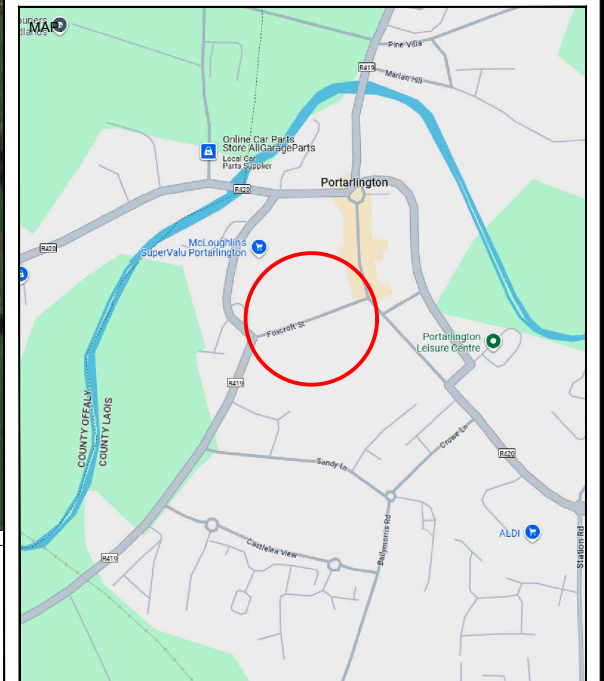 MAP
Pine Villa
R419
Marian Hill
Online Car Parts
Store AllGarageParts
Local Car
Parts Supplier
Portarlington
R420
McLoughlin's
SuperValu Portarlington
R420
Foxcroft St
Portarlington
Leisure Centre
R419
COUNTY OFFALY
COUNTY LAOIS
Crowe Ln
R420
Sandy Ln
ALDI
Ballymorris Rd
Station Rd
Castlelea View
R419